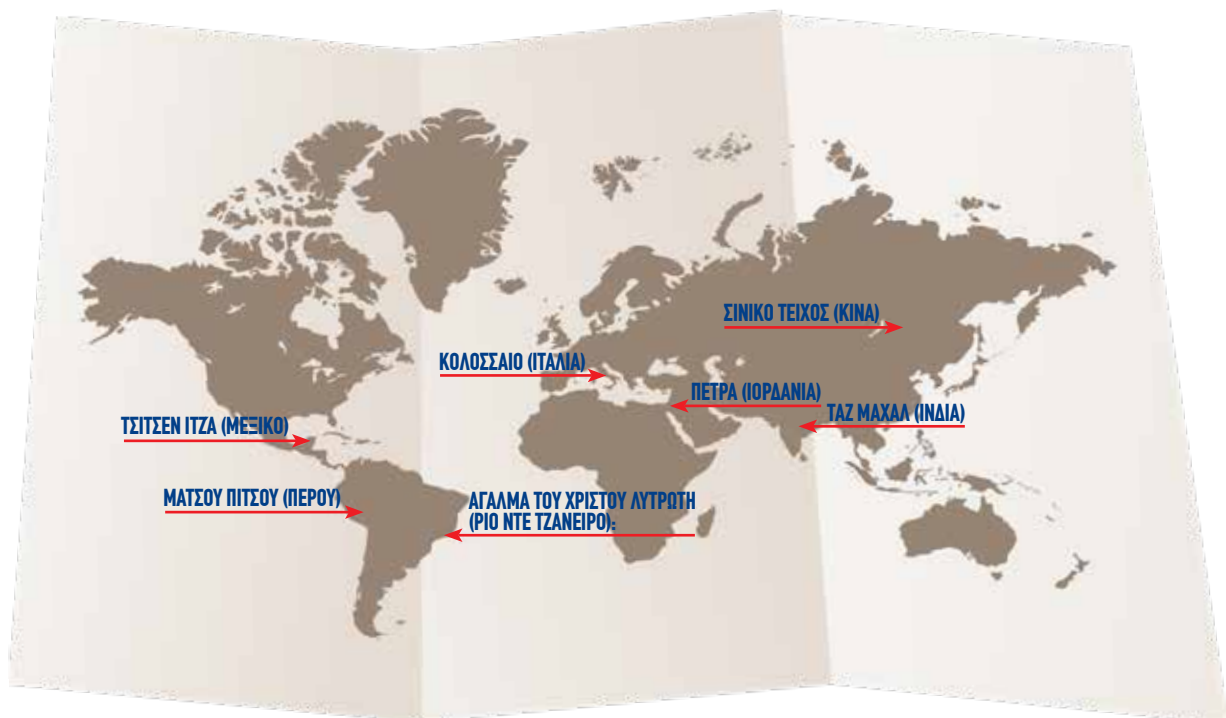 ΣΙΝΙΚΟ ΤΕΙΧΟΣ (ΚΙΝΑ)
ΚΟΛΟΣΣΑΙΟ (ΙΤΑΛΙΑ)
ΠΕΤΡΑ (ΙΟΡΔΑΝΙΑ)
ΤΑΖ ΜΑΧΑΛ (ΙΝΔΙΑ)
ΤΣΙΤΣΕΝ ΙΤΖΑ (ΜΕΞΙΚΟ)
ΜΑΤΣΟΥ ΠΙΤΣΟΥ (ΠΕΡΟΥ)
ΑΓΑΛΜΑ ΤΟΥ ΧΡΙΣΤΟΥ ΛΥΤΡΩΤΗ
(ΡΙΟ ΝΤΕ ΤΖΑΝΕΙΡΟ):